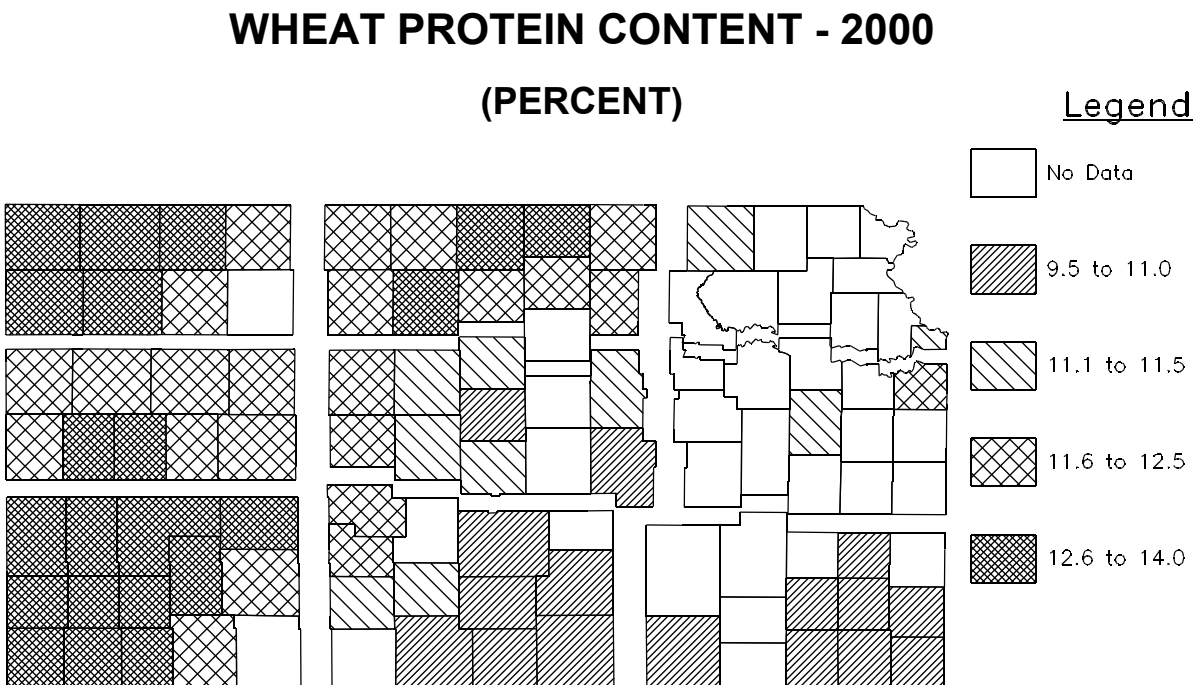 WHEAT PROTEIN CONTENT - 2000
(PERCENT)
Legend
No Data
9.5 to 11.0
11.1 to 11.5
11.6 to 12.5
12.6 to 14.0